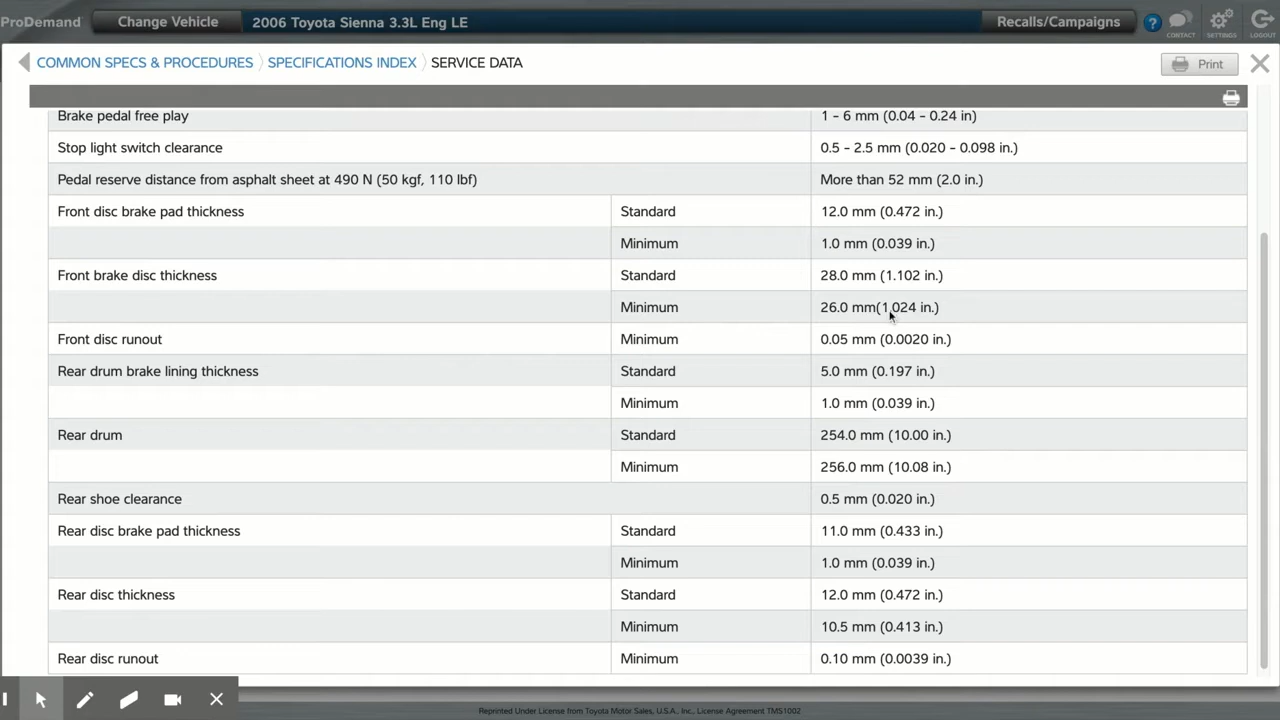 ProDemand Change Vehicle 2006 Toyota Sienna 3.3L Eng LE Recalls/Campaigns ? CONTACT SETTINGS LOGOUT
COMMON SPECS & PROCEDURES SPECIFICATIONS INDEX SERVICE DATA Print
Brake pedal free play 1 - 6 mm (0.04 - 0.24 in)
Stop light switch clearance 0.5 - 2.5 mm (0.020 - 0.098 in.)
Pedal reserve distance from asphalt sheet at 490 N (50 kgf, 110 lbf) More than 52 mm (2.0 in.)
Front disc brake pad thickness Standard 12.0 mm (0.472 in.)
Minimum 1.0 mm (0.039 in.)
Front brake disc thickness Standard 28.0 mm (1.102 in.)
Minimum 26.0 mm(1.024 in.)
Front disc runout Minimum 0.05 mm (0.0020 in.)
Rear drum brake lining thickness Standard 5.0 mm (0.197 in.)
Minimum 1.0 mm (0.039 in.)
Rear drum Standard 254.0 mm (10.00 in.)
Minimum 256.0 mm (10.08 in.)
Rear shoe clearance 0.5 mm (0.020 in.)
Rear disc brake pad thickness Standard 11.0 mm (0.433 in.)
Minimum 1.0 mm (0.039 in.)
Rear disc thickness Standard 12.0 mm (0.472 in.)
Minimum 10.5 mm (0.413 in.)
Rear disc runout Minimum 0.10 mm (0.0039 in.)
Reprinted Under License from Toyota Motor Sales, U.S.A., Inc., License Agreement TMS1002